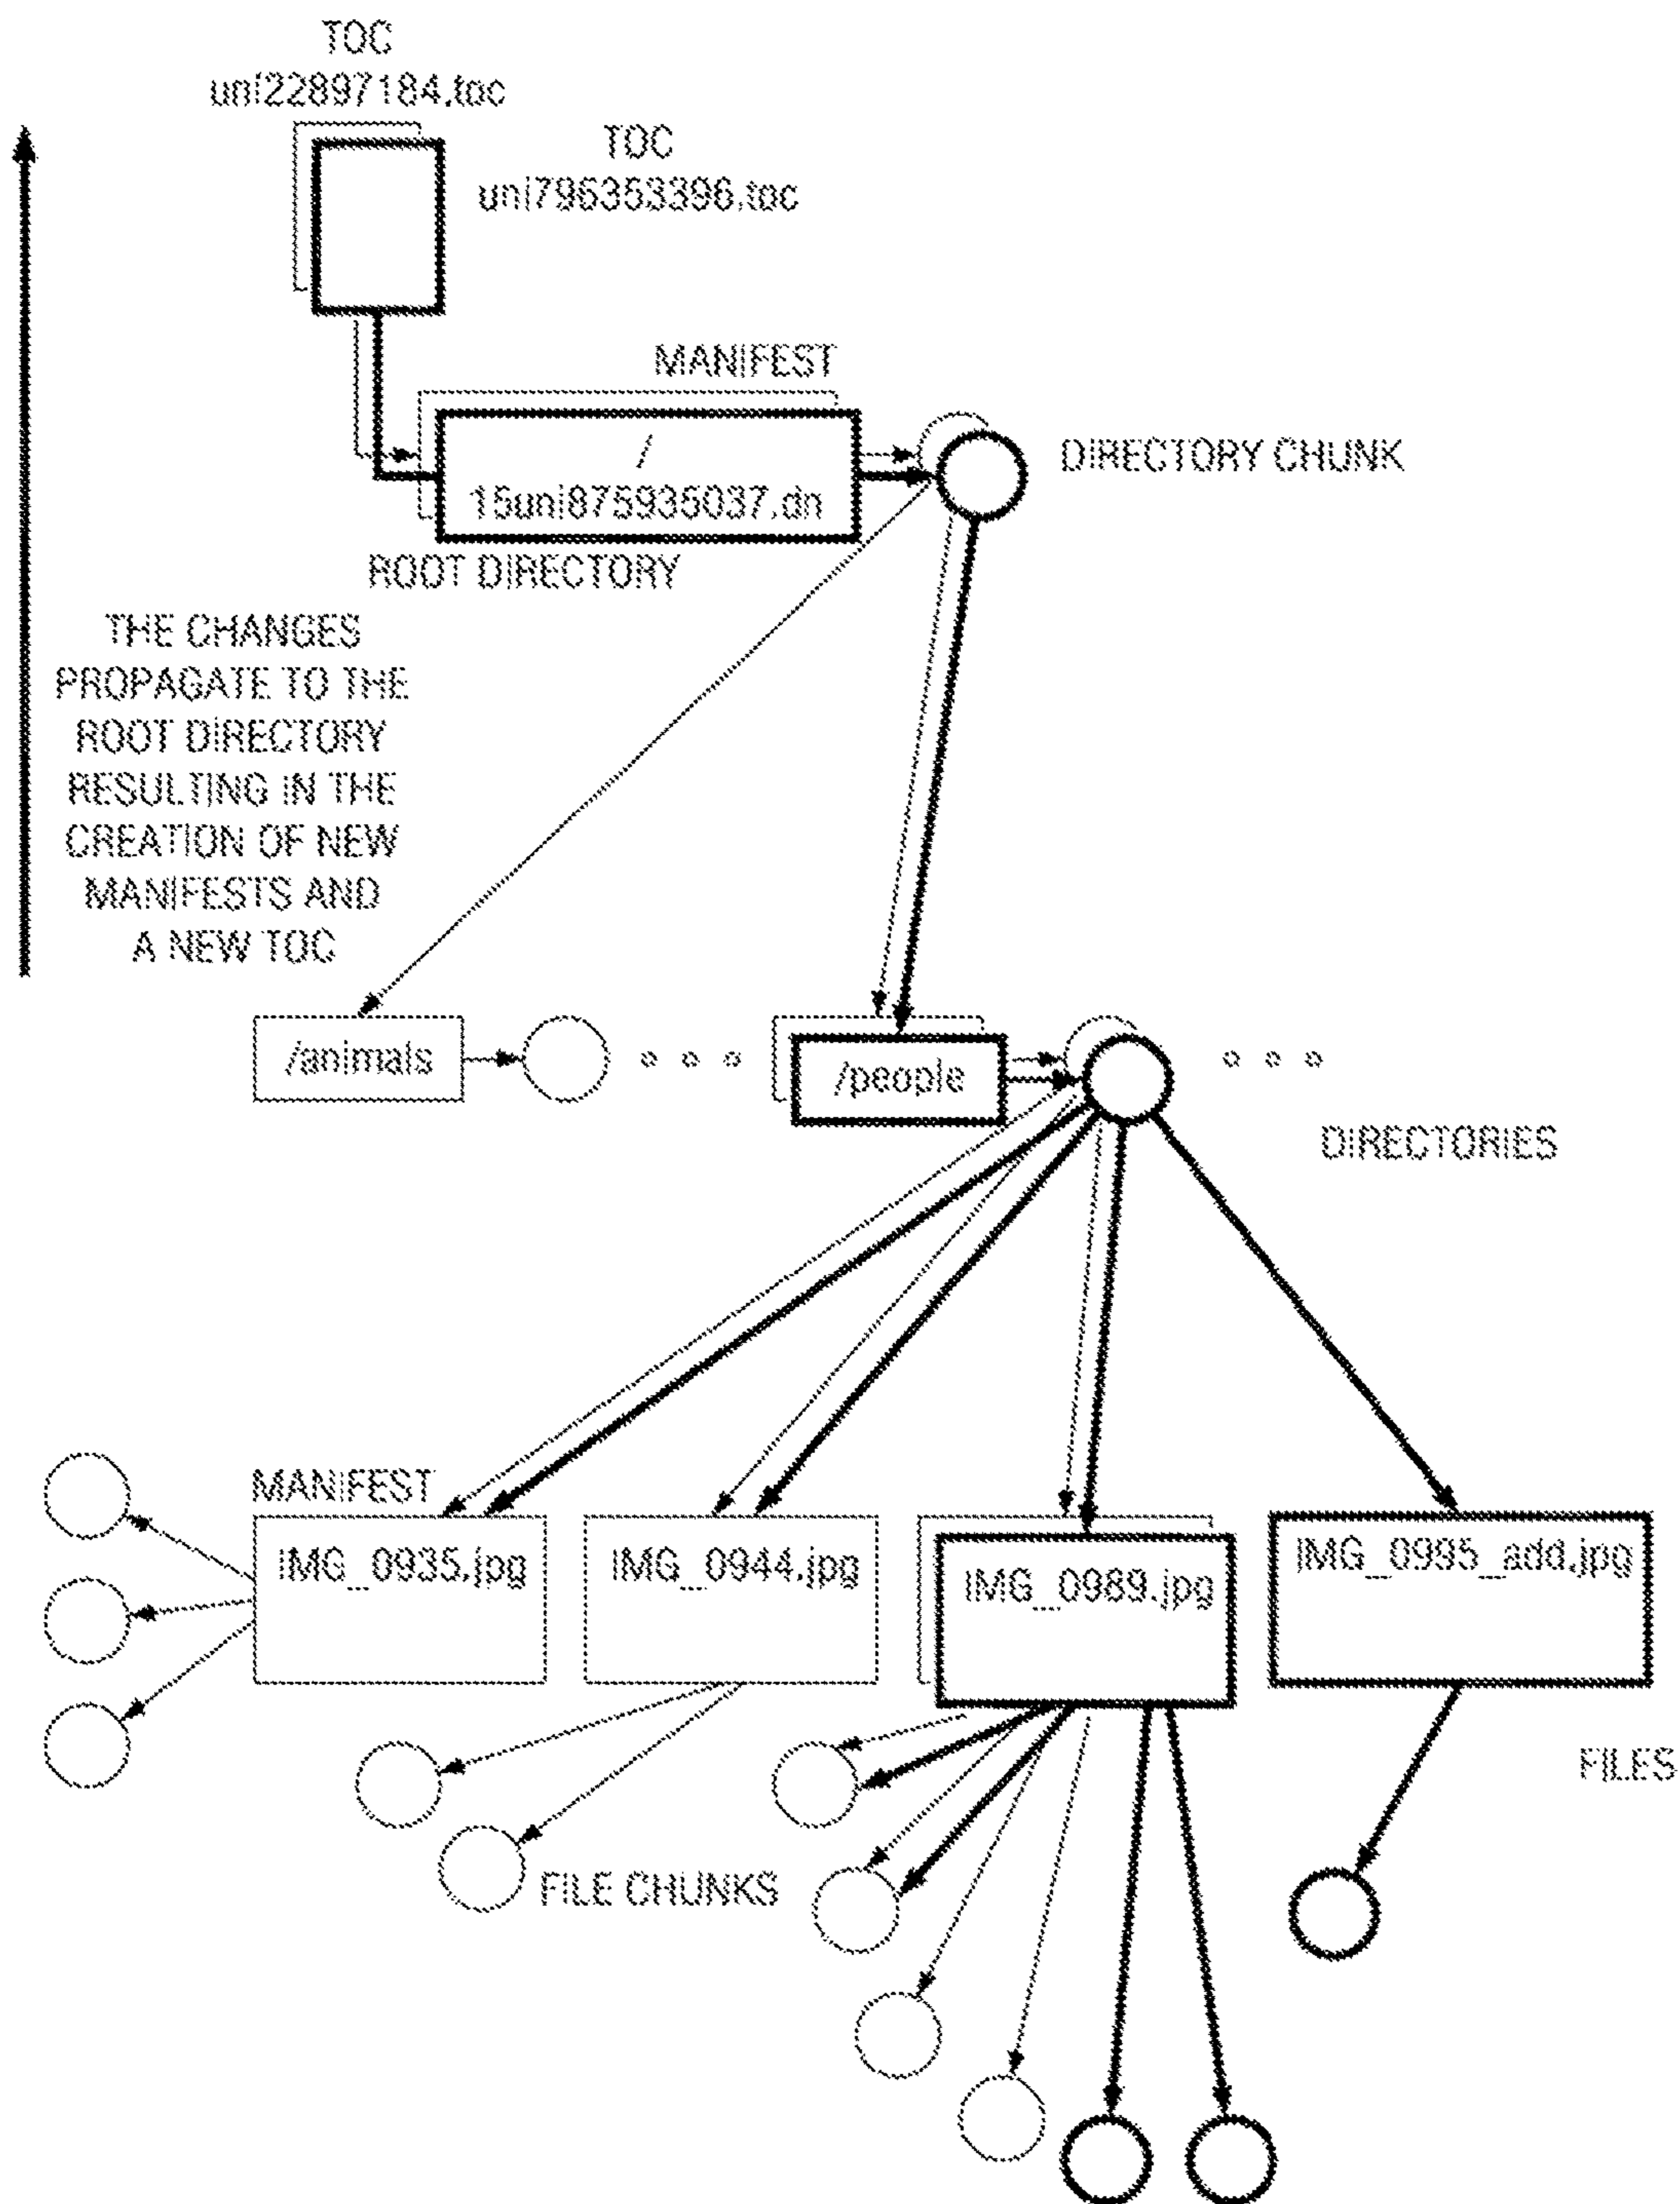 TOC
uni22897184.toc
TOC
uni796353396.toc
MANIFEST
/
15uni875935037.dn
DIRECTORY CHUNK
ROOT DIRECTORY
THE CHANGES
PROPAGATE TO THE
ROOT DIRECTORY
RESULTING IN THE
CREATION OF NEW
MANIFESTS AND
A NEW TOC
/animals
/people
DIRECTORIES
MANIFEST
IMG_0935.jpg
IMG_0944.jpg
IMG_0989.jpg
IMG_0995_add.jpg
FILES
FILE CHUNKS